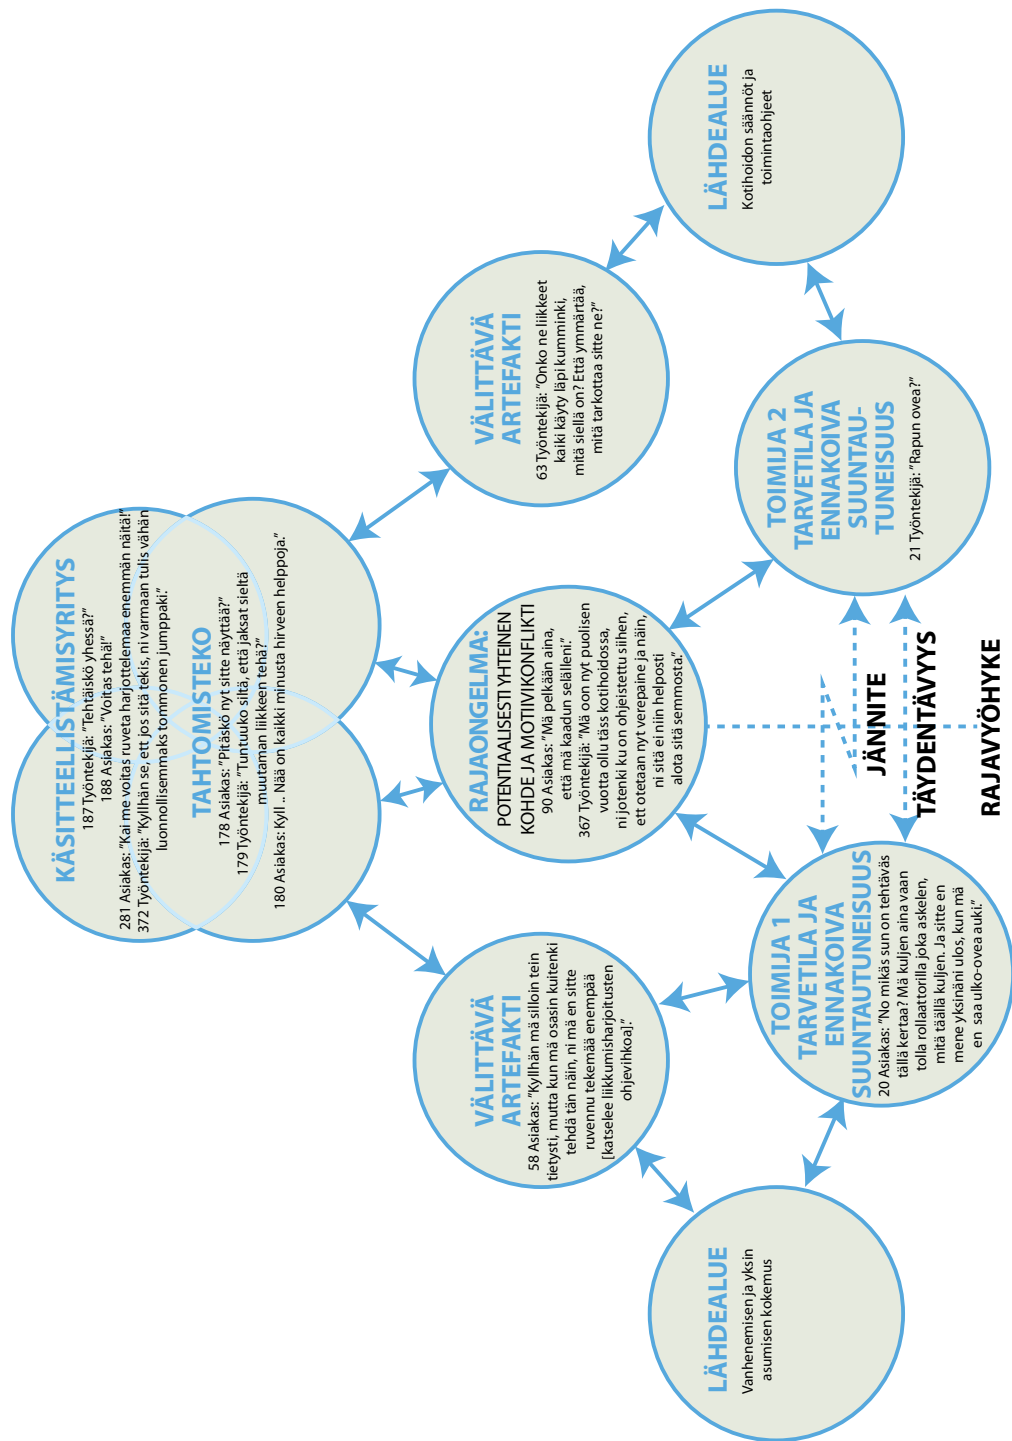 KÄSITTEELLISTÄMISYRITYS
187 Työntekijä: ”Tehtäiskö yhessä?”
188 Asiakas: ”Voitas tehä!”
281 Asiakas: ”Kai me voitas ruveta harjottelemaa enemmän näitä!”
372 Työntekijä: ”Kyllhän se, ett jos sitä tekis, ni varmaan tulis vähän
luonnollisemmaks tommonen jumppaki.”
TAHTOMISTEKO
178 Asiakas: ”Pitäskö nyt sitte näyttää?”
179 Työntekijä: ”Tuntuuko siltä, että jaksat sieltä
mutaman liikkeen tehä?”
180 Asiakas: Kyll .. Nää on kaikki minusta hirveen helppoja.”
VÄLITTÄVÄ
ARTEFAKTI
58 Asiakas: ”Kyllhän mä silloin tein
tietysti, mutta kun mä osasin kuitenki
tehdä tän näin, ni mä en sitte
ruvennu tekemää enempää
[katselee liikkumisharjoitusten
ohjevihkoa].”
RAJAONGELMA:
POTENTIAALISESTI YHTEINEN
KOHDE JA MOTIIVIKONFLIKTI
90 Asiakas: ”Mä pelkään aina,
että mä kaadun selälleni.”
367 Työntekijä: ”Mä oon nyt puolisen
vuotta ollu täss kotihoidossa,
ni jotenki ku on ohjeistettu siihen,
ett otetaan nyt verepaine ja näin,
ni sitä ei niin helposti
alota sitä semmosta.”
VÄLITTÄVÄ
ARTEFAKTI
63 Työntekijä: ”Onko ne liikkeet
kaiki käyty läpi kumminki,
mitä siellä on? Että ymmärtää,
mitä tarkottaa sitte ne?”
LÄHDEALUE
Vanhenemisen ja yksin
asumisen kokemus
TOIMIJA 1
TARVETILA JA
ENNAKOIVA
SUUNTAUTUNEISUUS
20 Asiakas: ”No mikäs sun on tehtäväs
tällä kertaa? Mä kuljen aina vaan
tolla rollaattorilla joka askelen,
mitä täällä kuljen. Ja sitte en
mene yksinäni ulos, kun mä
en saa ulko-ovea auki.”
TOIMIJA 2
TARVETILA JA
ENNAKOIVA
SUUNTAU-
TUNEISUUS
21 Työntekijä: ”Rapun ovea?”
LÄHDEALUE
Kotihoidon säännöt ja
toimintaohjeet
JÄNNITE
TÄYDENTÄVYYS
RAJAVYÖHYKE